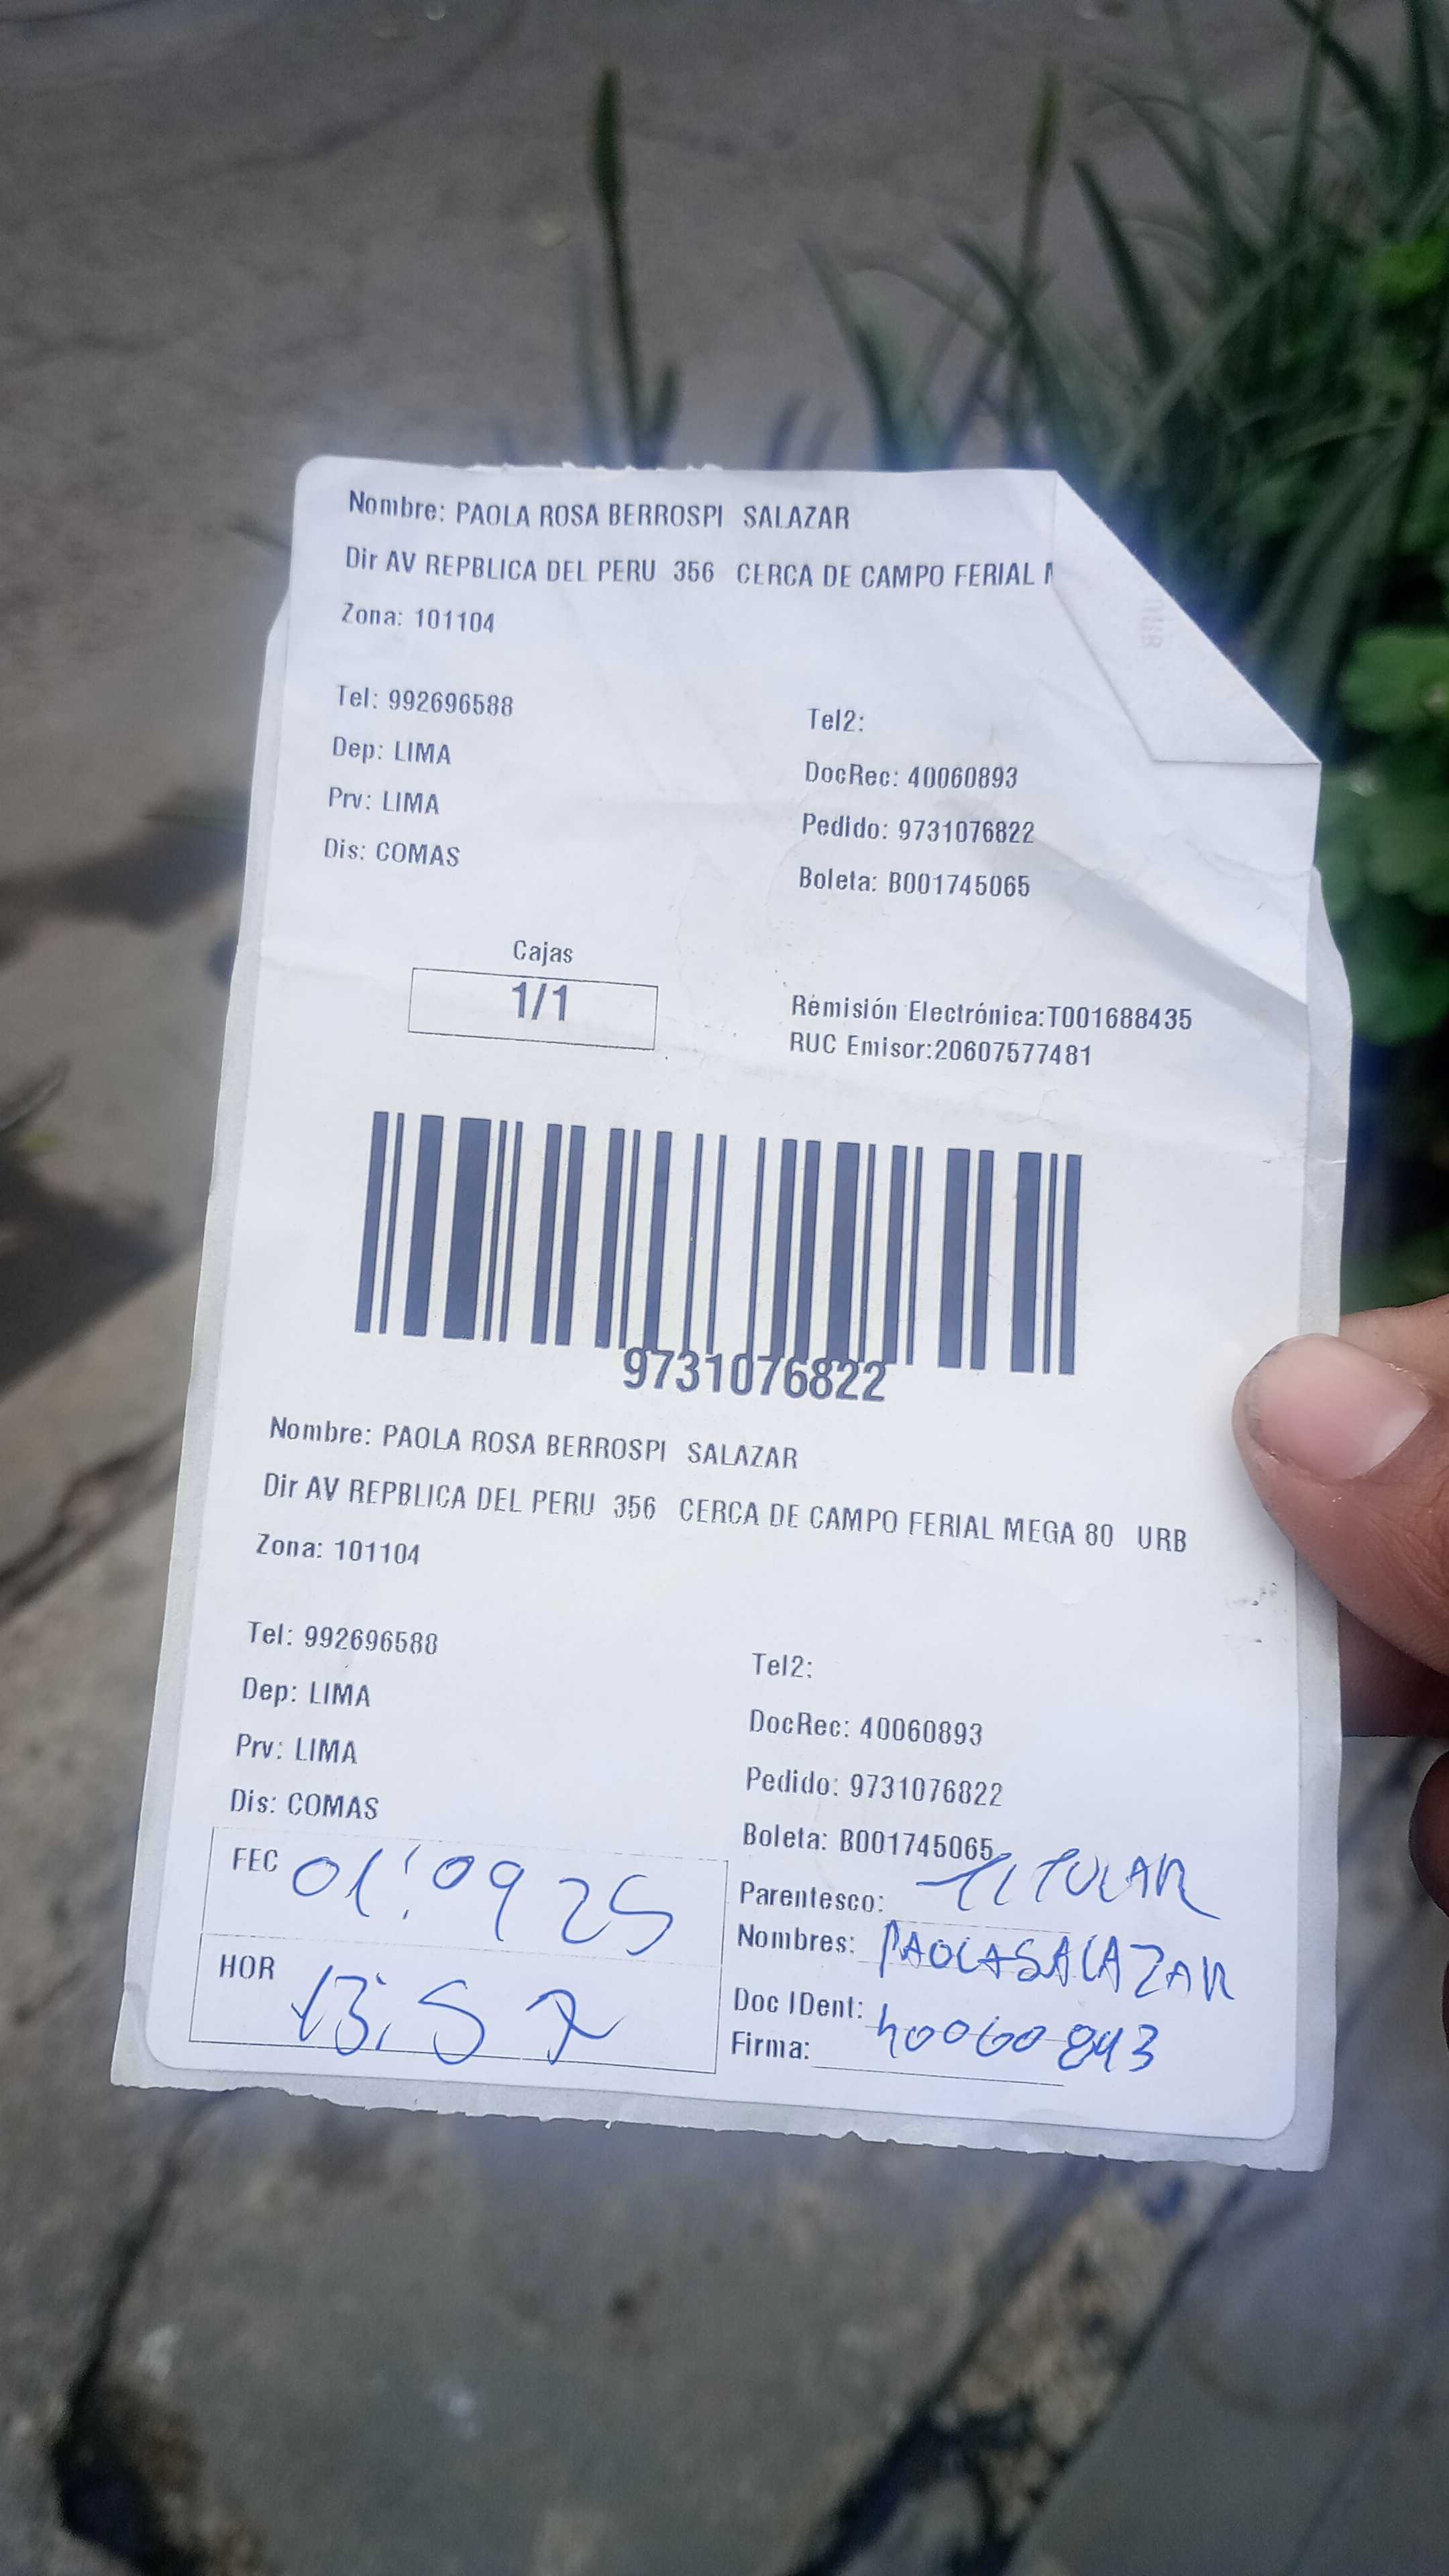 Nombre: PAOLA ROSA BERROSPI SALAZAR
Dir AV REPBLICA DEL PERU 356 CERCA DE CAMPO FERIAL
Zona: 101104
Tel: 992696588
Tel2:
Dep: LIMA
DocRec: 40060893
Prv: LIMA
Pedido: 9731076822
Dis: COMAS
Boleta: B001745065
Cajas
1/1
Remisión Electrónica:T001688435
RUC Emisor:20607577481
9731076822
Nombre: PAOLA ROSA BERROSPI SALAZAR
Dir AV REPBLICA DEL PERU 356 CERCA DE CAMPO FERIAL MEGA 80 URB
Zona: 101104
Tel: 992696588
Tel2:
Dep: LIMA
DocRec: 40060893
Prv: LIMA
Pedido: 9731076822
Dis: COMAS
Boleta: B001745065
FEC 01:09 25
Parentesco: TITULAR
Nombres: PAOLA SALAZAR
HOR 13:57
Doc IDent: 40060893
Firma: